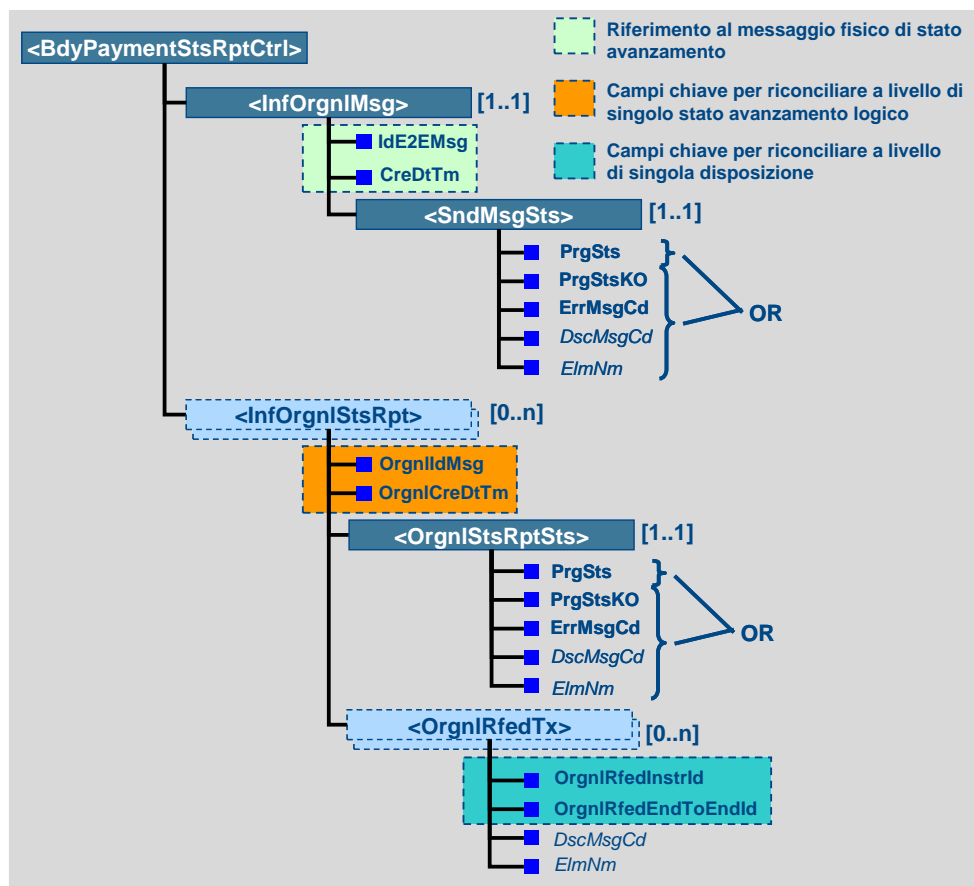 <BdyPaymentStsRptCtrl>
Riferimento al messaggio fisico di stato
avanzamento
Campi chiave per riconciliare a livello di
singolo stato avanzamento logico
Campi chiave per riconciliare a livello
di singola disposizione
<InfOrgnlMsg>
[1..1]
IdE2EMsg
CreDtTm
<SndMsgSts>
[1..1]
PrgSts
PrgStsKO
ErrMsgCd
DscMsgCd
ElmNm
OR
<InfOrgnlStsRpt>
[0..n]
OrgnlIdMsg
OrgnlCreDtTm
<OrgnlStsRptSts>
[1..1]
PrgSts
PrgStsKO
ErrMsgCd
DscMsgCd
ElmNm
OR
<OrgnlRfedTx>
[0..n]
OrgnlRfedInstrId
OrgnlRfedEndToEndId
DscMsgCd
ElmNm